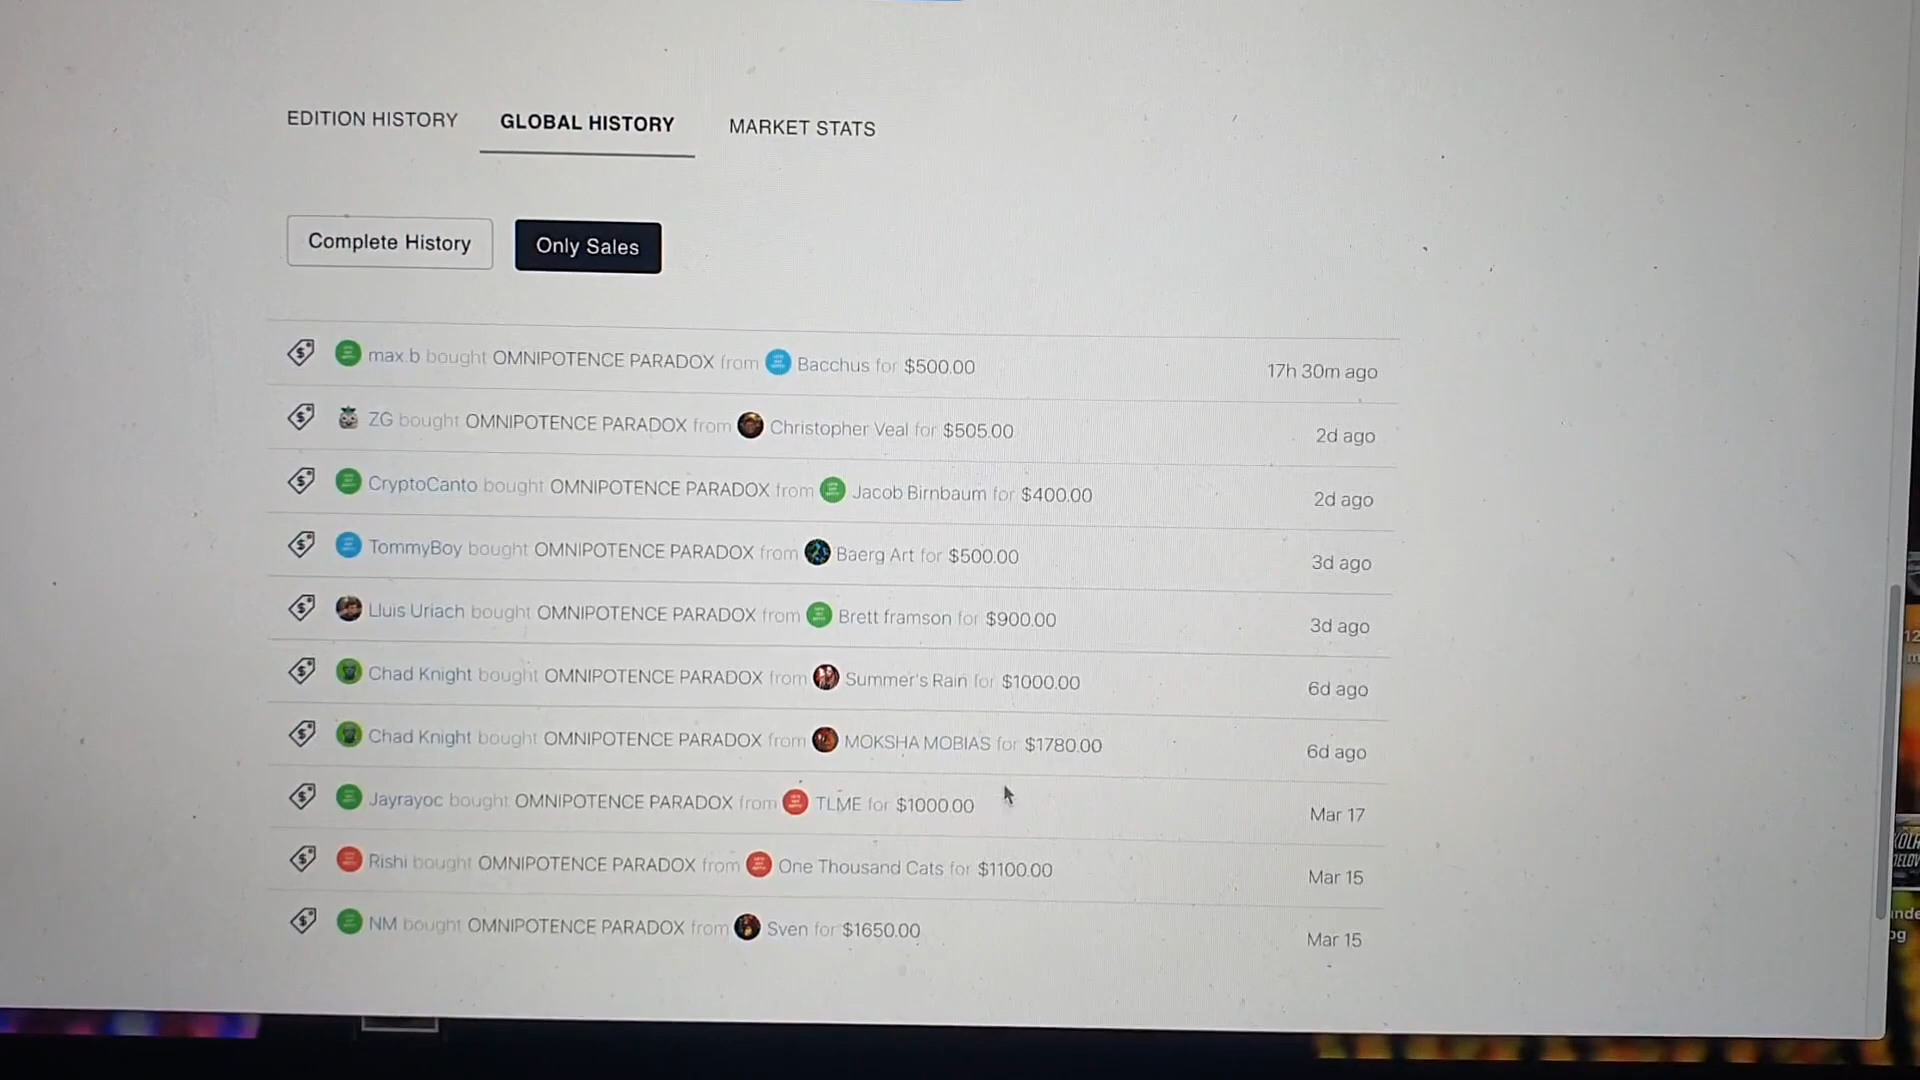 EDITION HISTORY GLOBAL HISTORY MARKET STATS
Complete History Only Sales
max.b bought OMNIPOTENCE PARADOX from Bacchus for $500.00 17h 30m ago
ZG bought OMNIPOTENCE PARADOX from Christopher Veal for $505.00 2d ago
CryptoCanto bought OMNIPOTENCE PARADOX from Jacob Birnbaum for $400.00 2d ago
TommyBoy bought OMNIPOTENCE PARADOX from Baerg Art for $500.00 3d ago
Lluis Uriach bought OMNIPOTENCE PARADOX from Brett framson for $900.00 3d ago
Chad Knight bought OMNIPOTENCE PARADOX from Summer's Rain for $1000.00 6d ago
Chad Knight bought OMNIPOTENCE PARADOX from MOKSHA MOBIAS for $1780.00 6d ago
Jayrayoc bought OMNIPOTENCE PARADOX from TLME for $1000.00 Mar 17
Rishi bought OMNIPOTENCE PARADOX from One Thousand Cats for $1100.00 Mar 15
NM bought OMNIPOTENCE PARADOX from Sven for $1650.00 Mar 15